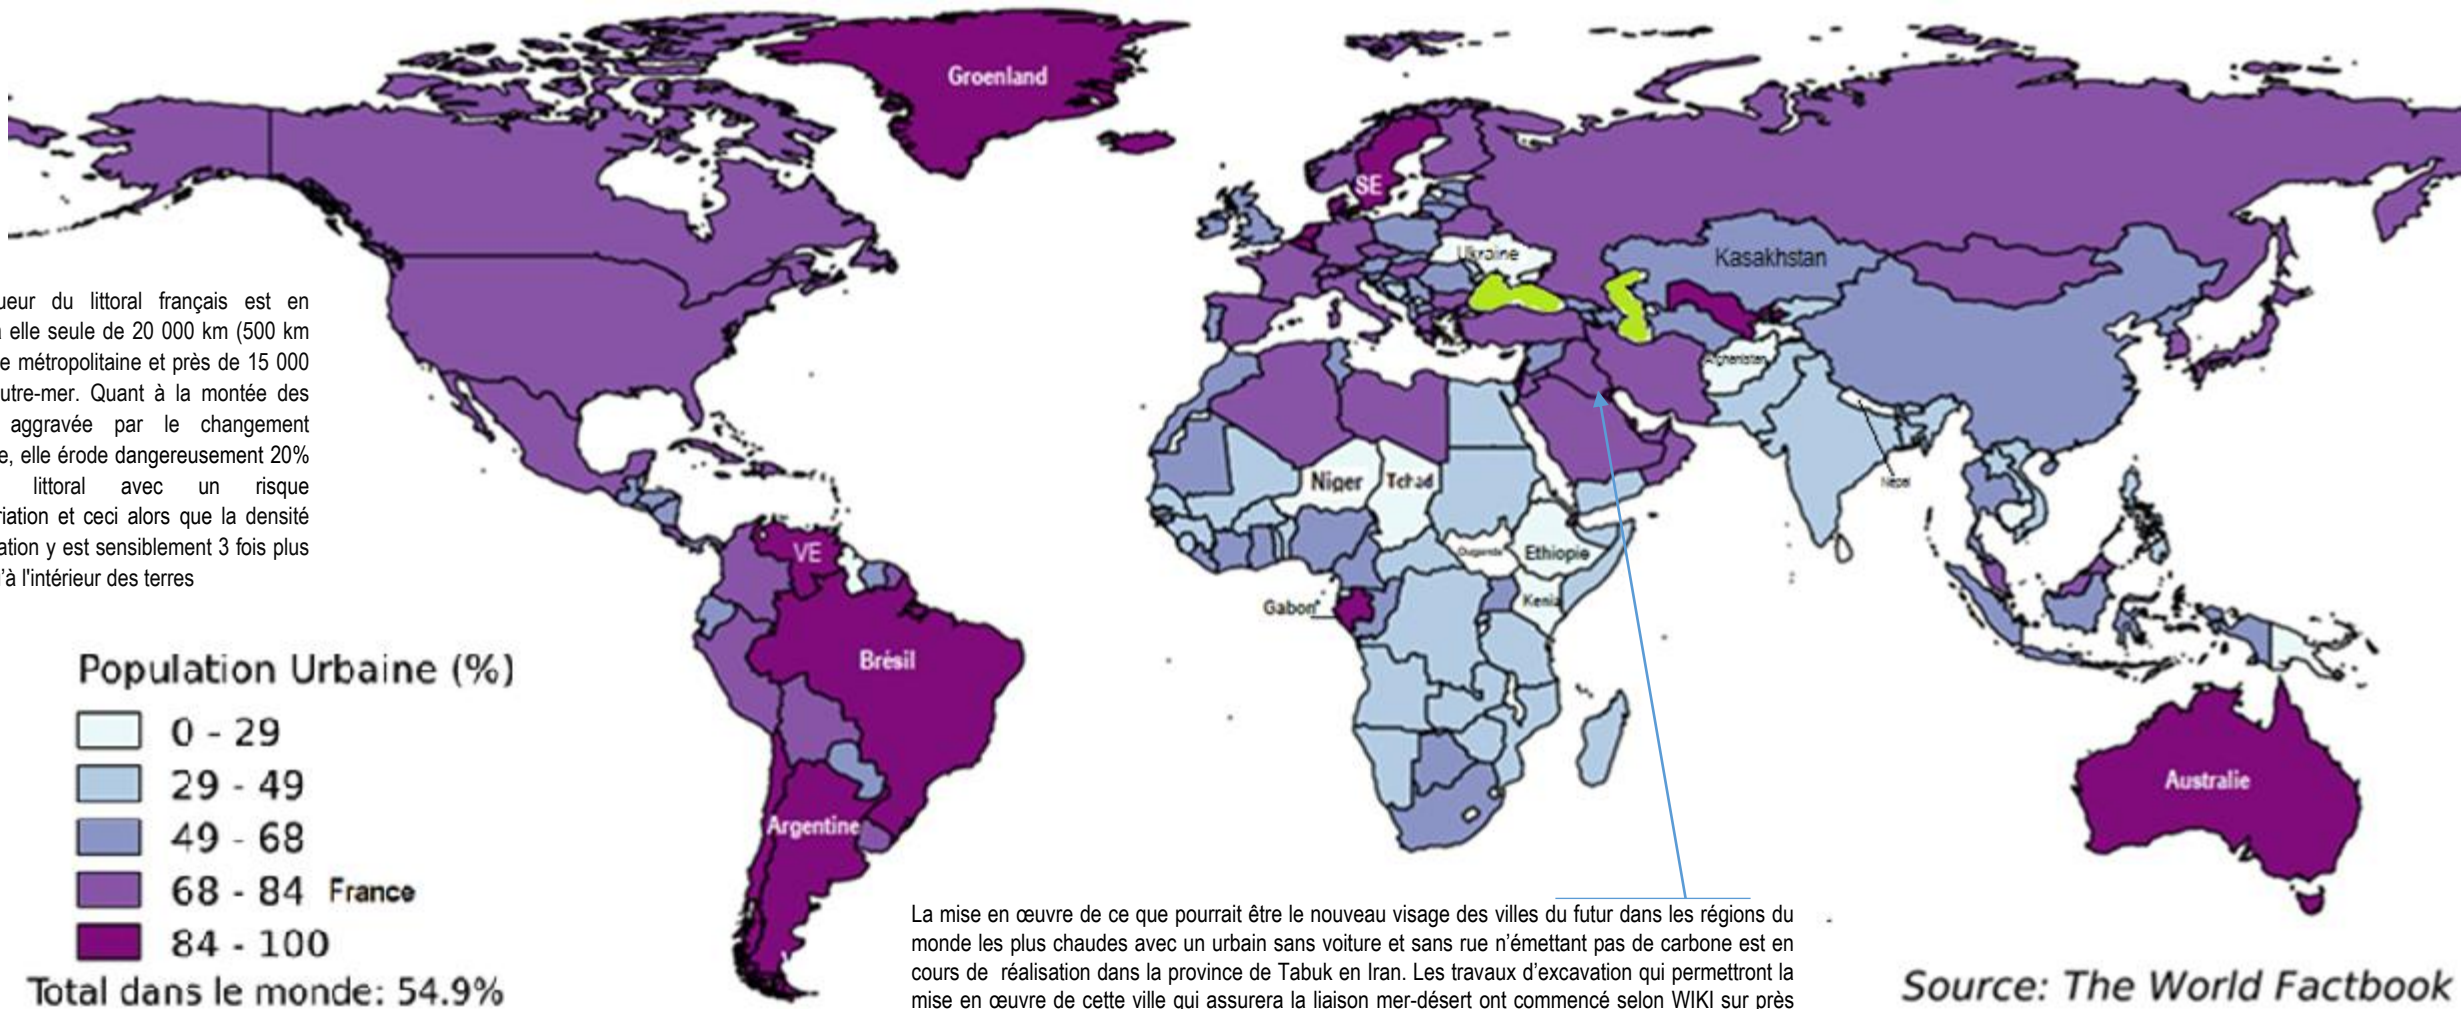 Groenland
SE
Ukraine
Kasakhstan
Afghanistan
Nepal
Niger
Tchad
Ouganda
Ethiopie
Kenia
Gabon
VE
Brésil
Argentine
Australie
ueur du littoral français est en
elle seule de 20 000 km (500 km
e métropolitaine et près de 15 000
utre-mer. Quant à la montée des
aggravée par le changement
e, elle érode dangereusement 20%
littoral avec un risque
riation et ceci alors que la densité
ation y est sensiblement 3 fois plus
'à l'intérieur des terres
Population Urbaine (%)
0 - 29
29 - 49
49 - 68
68 - 84 France
84 - 100
Total dans le monde: 54.9%
La mise en œuvre de ce que pourrait être le nouveau visage des villes du futur dans les régions du
monde les plus chaudes avec un urbain sans voiture et sans rue n'émettant pas de carbone est en
cours de réalisation dans la province de Tabuk en Iran. Les travaux d'excavation qui permettront la
mise en œuvre de cette ville qui assurera la liaison mer-désert ont commencé selon WIKI sur près
Source: The World Factbook